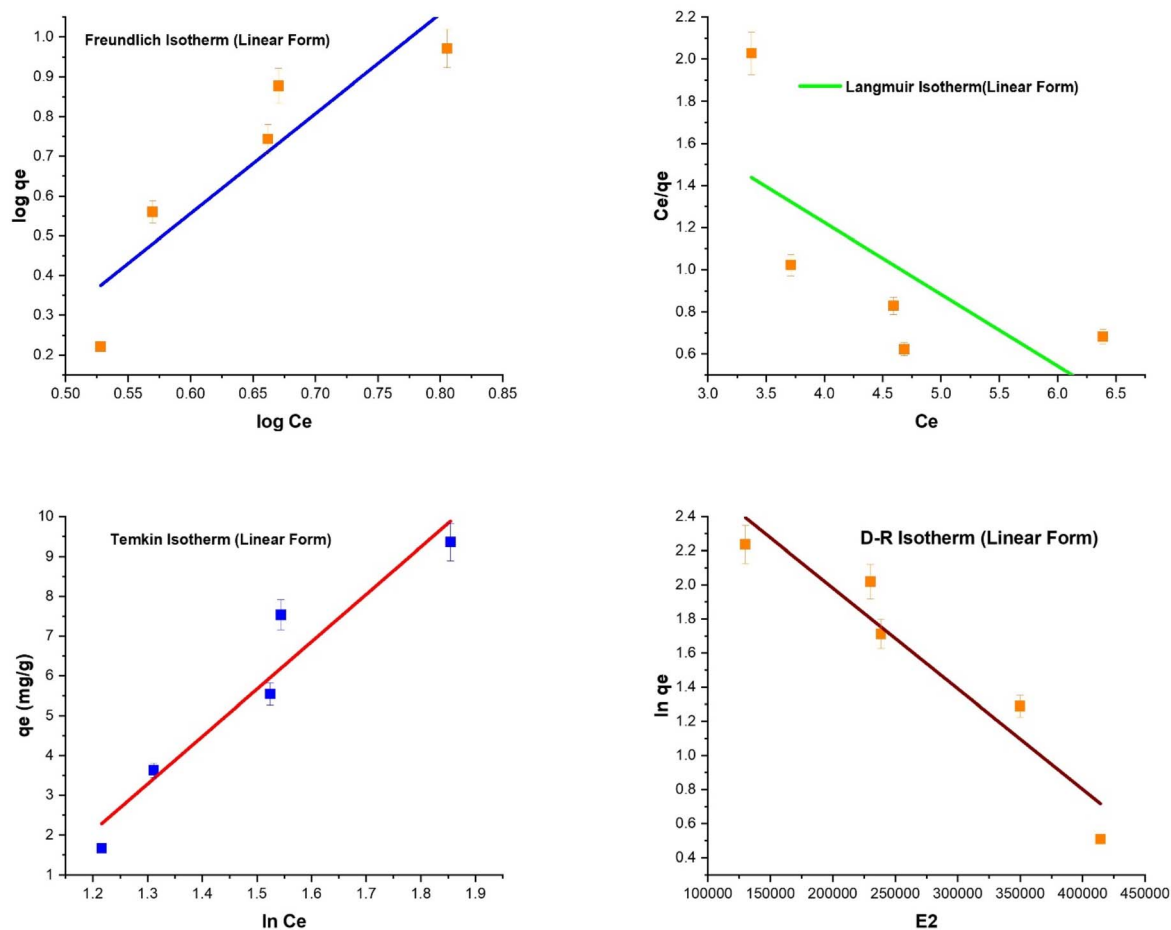 Freundlich Isotherm (Linear Form)
log qe
1.0
0.9
0.8
0.7
0.6
0.5
0.4
0.3
0.2
0.50 0.55 0.60 0.65 0.70 0.75 0.80 0.85
log Ce
Langmuir Isotherm(Linear Form)
Ce/qe
2.2
2.0
1.8
1.6
1.4
1.2
1.0
0.8
0.6
3.0 3.5 4.0 4.5 5.0 5.5 6.0 6.5
Ce
Temkin Isotherm (Linear Form)
qe (mg/g)
10
9
8
7
6
5
4
3
2
1
1.2 1.3 1.4 1.5 1.6 1.7 1.8 1.9
ln Ce
D-R Isotherm (Linear Form)
ln qe
2.4
2.2
2.0
1.8
1.6
1.4
1.2
1.0
0.8
0.6
0.4
100000 150000 200000 250000 300000 350000 400000 450000
E2